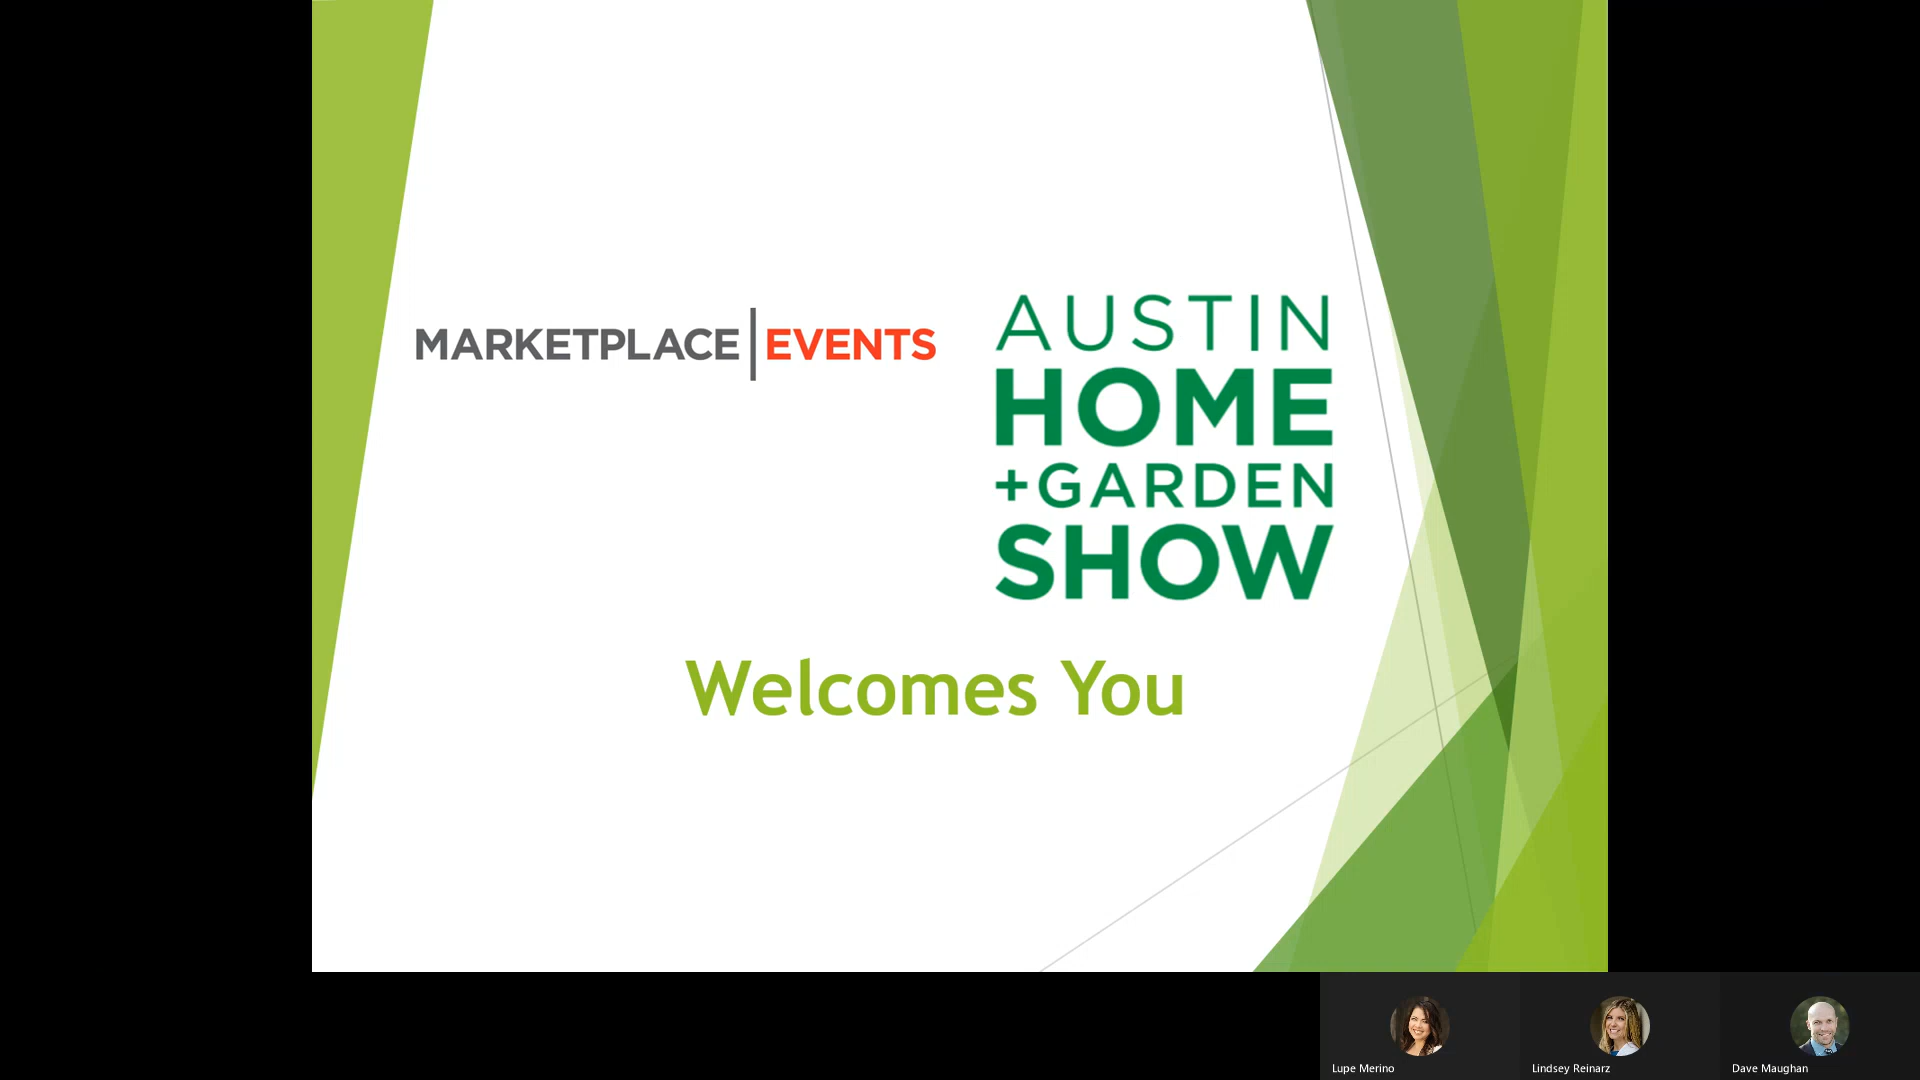 MARKETPLACE|EVENTS
AUSTIN
HOME
+GARDEN
SHOW
Welcomes You
Lupe Merino
Lindsey Reinarz
Dave Maughan